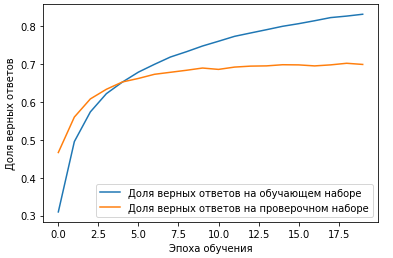 0.8
0.7
0.6
0.5
0.4
0.3
Доля верных ответов
Доля верных ответов на обучающем наборе
Доля верных ответов на проверочном наборе
0.0 2.5 5.0 7.5 10.0 12.5 15.0 17.5
Эпоха обучения